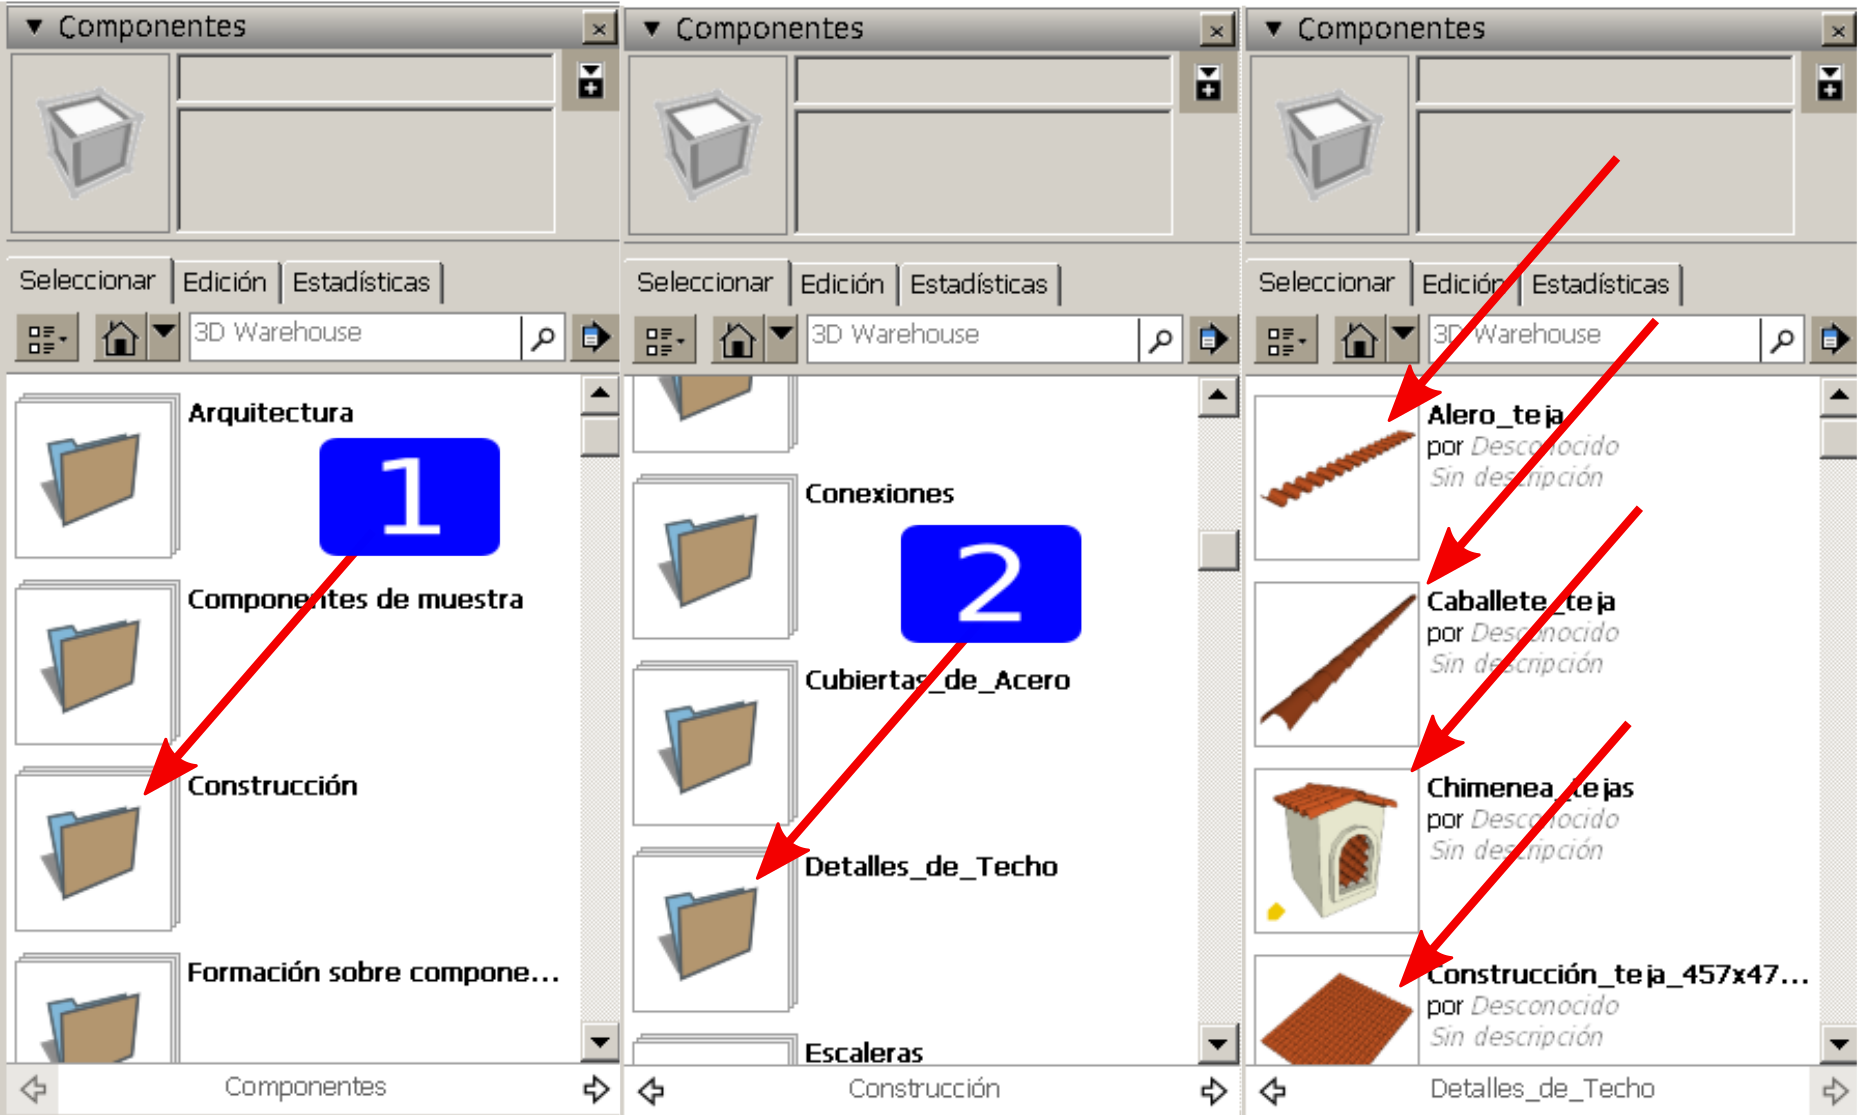 Componentes
Seleccionar Edición Estadísticas
3D Warehouse
Arquitectura
1
Componentes de muestra
Construcción
Formación sobre compone...
Componentes
Componentes
Seleccionar Edición Estadísticas
3D Warehouse
Conexiones
2
Cubiertas_de_Acero
Detalles_de_Techo
Escaleras
Construcción
Componentes
Seleccionar Edición Estadísticas
3D Warehouse
Alero_teja
por Desconocido
Sin descripción
Caballete_teja
por Desconocido
Sin descripción
Chimenea_tejas
por Desconocido
Sin descripción
Construcción_teja_457x47...
por Desconocido
Sin descripción
Detalles_de_Techo